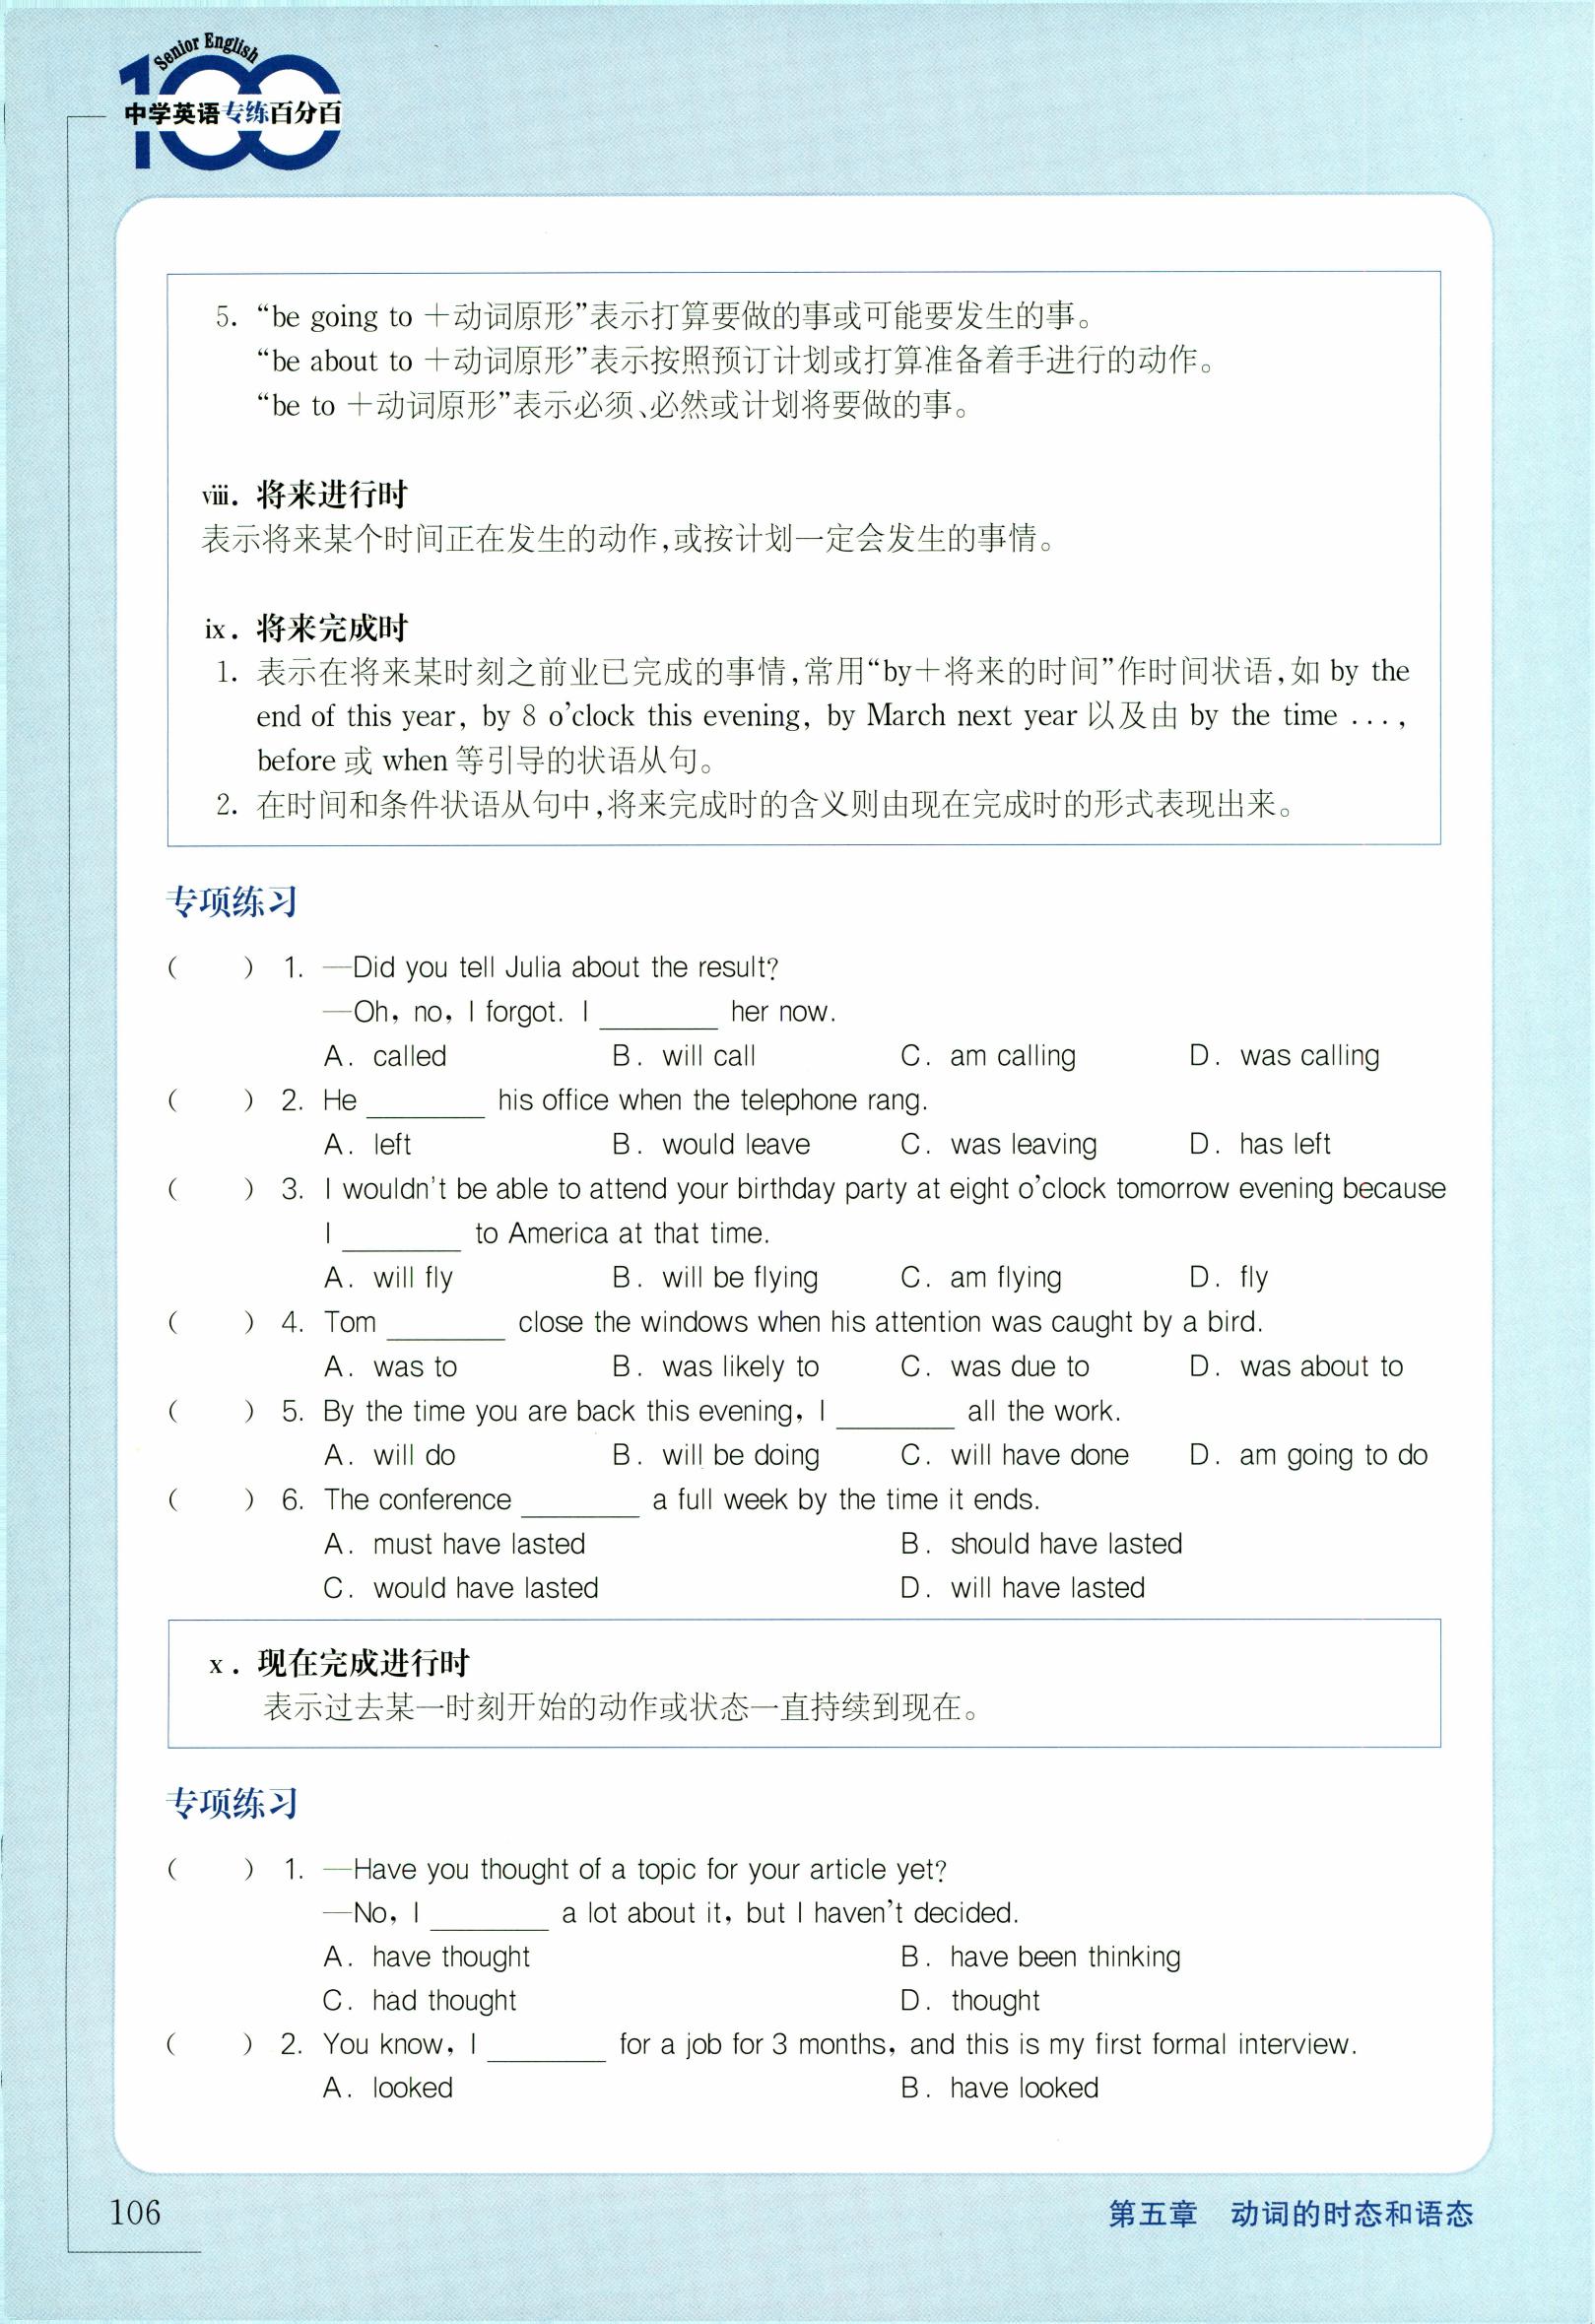 Senior English
100
中学英语专练百分百
5. “be going to ＋动词原形”表示打算要做的事或可能要发生的事。
“be about to ＋动词原形”表示按照预订计划或打算准备着手进行的动作。
“be to ＋动词原形”表示必须、必然或计划将要做的事。
ⅷ. 将来进行时
表示将来某个时间正在发生的动作,或按计划一定会发生的事情。
ⅸ. 将来完成时
1. 表示在将来某时刻之前业已完成的事情,常用“by＋将来的时间”作时间状语,如 by the
end of this year, by 8 o’clock this evening, by March next year 以及由 by the time ...,
before 或 when 等引导的状语从句。
2. 在时间和条件状语从句中,将来完成时的含义则由现在完成时的形式表现出来。
专项练习
( ) 1. —Did you tell Julia about the result?
—Oh, no, I forgot. I ________ her now.
A. called B. will call C. am calling D. was calling
( ) 2. He ________ his office when the telephone rang.
A. left B. would leave C. was leaving D. has left
( ) 3. I wouldn't be able to attend your birthday party at eight o’clock tomorrow evening because
I ________ to America at that time.
A. will fly B. will be flying C. am flying D. fly
( ) 4. Tom ________ close the windows when his attention was caught by a bird.
A. was to B. was likely to C. was due to D. was about to
( ) 5. By the time you are back this evening, I ________ all the work.
A. will do B. will be doing C. will have done D. am going to do
( ) 6. The conference ________ a full week by the time it ends.
A. must have lasted B. should have lasted
C. would have lasted D. will have lasted
ⅹ. 现在完成进行时
表示过去某一时刻开始的动作或状态一直持续到现在。
专项练习
( ) 1. —Have you thought of a topic for your article yet?
—No, I ________ a lot about it, but I haven’t decided.
A. have thought B. have been thinking
C. had thought D. thought
( ) 2. You know, I ________ for a job for 3 months, and this is my first formal interview.
A. looked B. have looked
106
第五章 动词的时态和语态